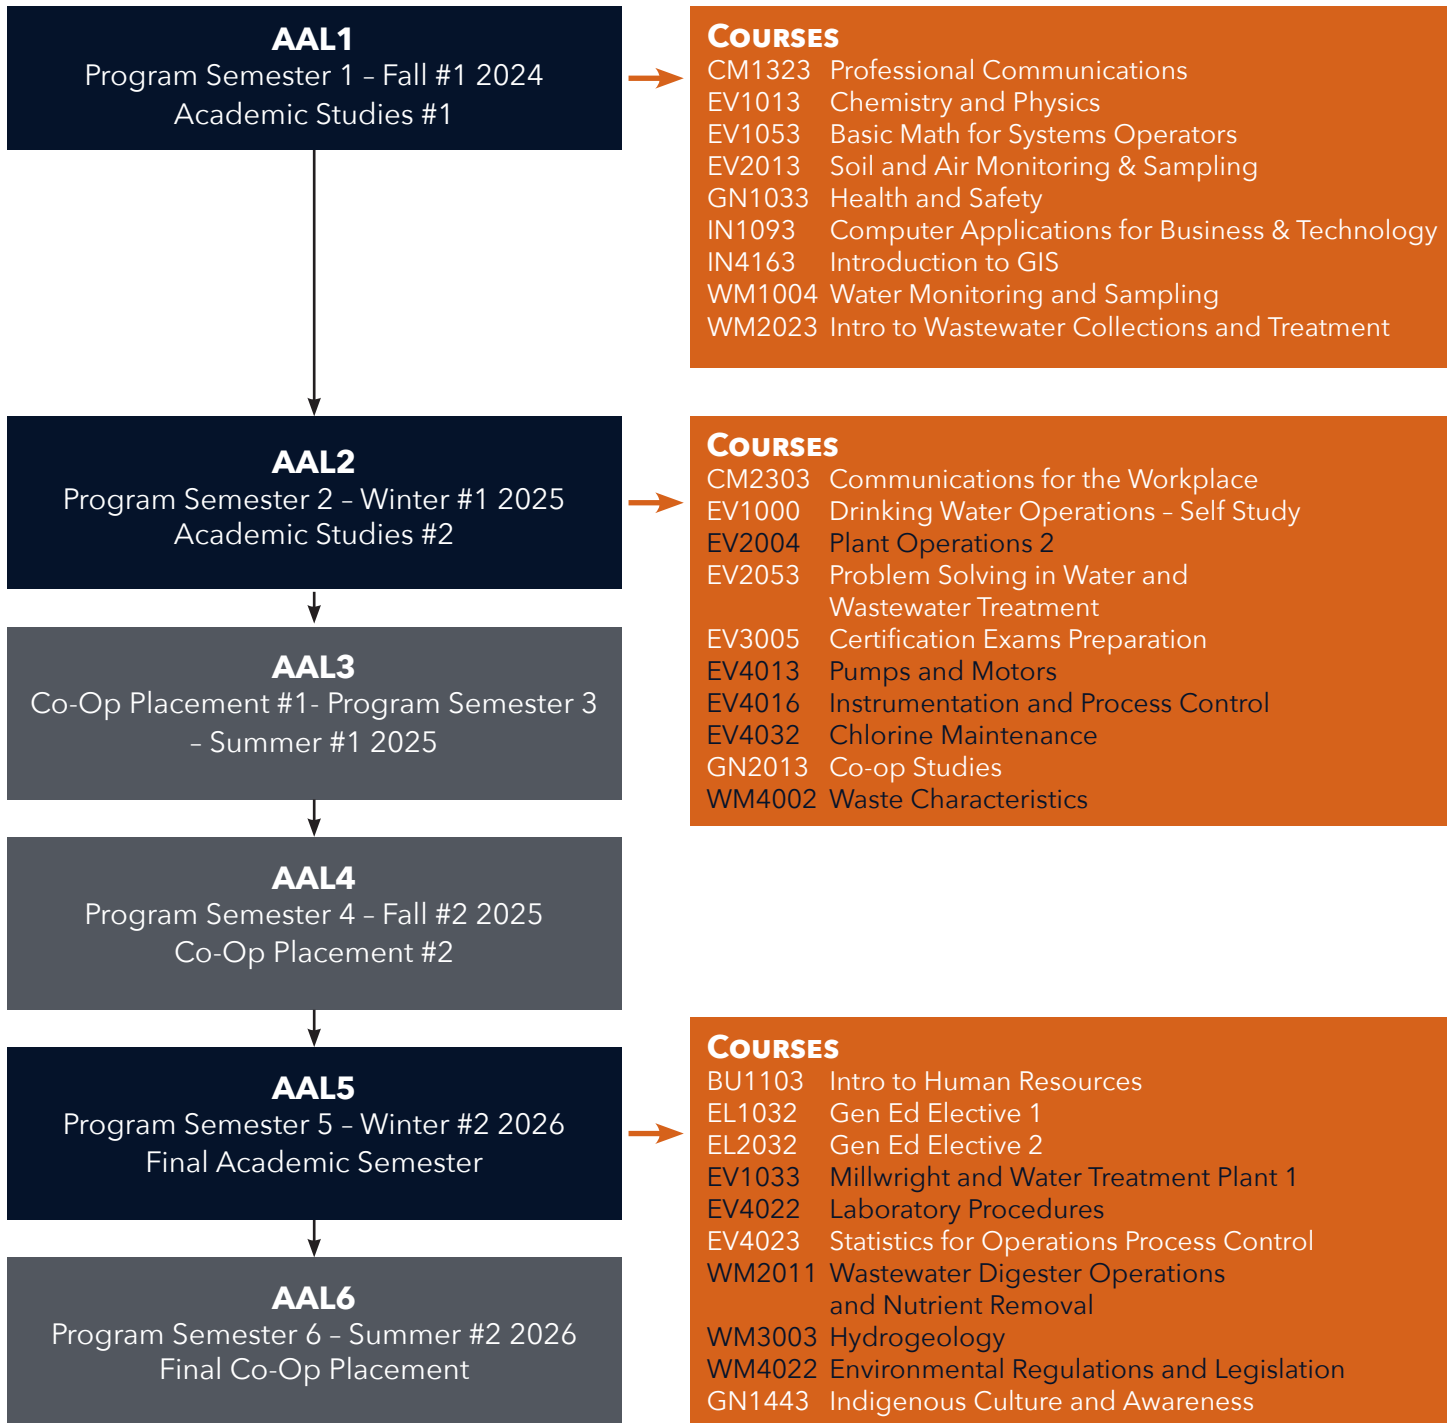 AAL1
Program Semester 1 – Fall #1 2024
Academic Studies #1
COURSES
CM1323 Professional Communications
EV1013 Chemistry and Physics
EV1053 Basic Math for Systems Operators
EV2013 Soil and Air Monitoring & Sampling
GN1033 Health and Safety
IN1093 Computer Applications for Business & Technology
IN4163 Introduction to GIS
WM1004 Water Monitoring and Sampling
WM2023 Intro to Wastewater Collections and Treatment
AAL2
Program Semester 2 – Winter #1 2025
Academic Studies #2
COURSES
CM2303 Communications for the Workplace
EV1000 Drinking Water Operations – Self Study
EV2004 Plant Operations 2
EV2053 Problem Solving in Water and
Wastewater Treatment
EV3005 Certification Exams Preparation
EV4013 Pumps and Motors
EV4016 Instrumentation and Process Control
EV4032 Chlorine Maintenance
GN2013 Co-op Studies
WM4002 Waste Characteristics
AAL3
Co-Op Placement #1- Program Semester 3
– Summer #1 2025
AAL4
Program Semester 4 – Fall #2 2025
Co-Op Placement #2
AAL5
Program Semester 5 – Winter #2 2026
Final Academic Semester
COURSES
BU1103 Intro to Human Resources
EL1032 Gen Ed Elective 1
EL2032 Gen Ed Elective 2
EV1033 Millwright and Water Treatment Plant 1
EV4022 Laboratory Procedures
EV4023 Statistics for Operations Process Control
WM2011 Wastewater Digester Operations
and Nutrient Removal
WM3003 Hydrogeology
WM4022 Environmental Regulations and Legislation
GN1443 Indigenous Culture and Awareness
AAL6
Program Semester 6 – Summer #2 2026
Final Co-Op Placement